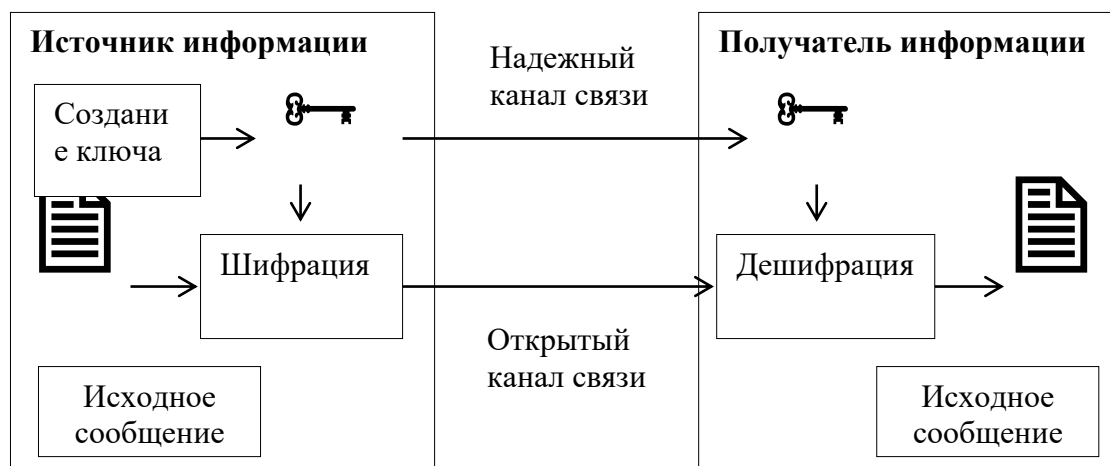 Источник информации
Создани
е ключа
Шифрация
Исходное
сообщение
Надежный
канал связи
Открытый
канал связи
Получатель информации
Дешифрация
Исходное
сообщение